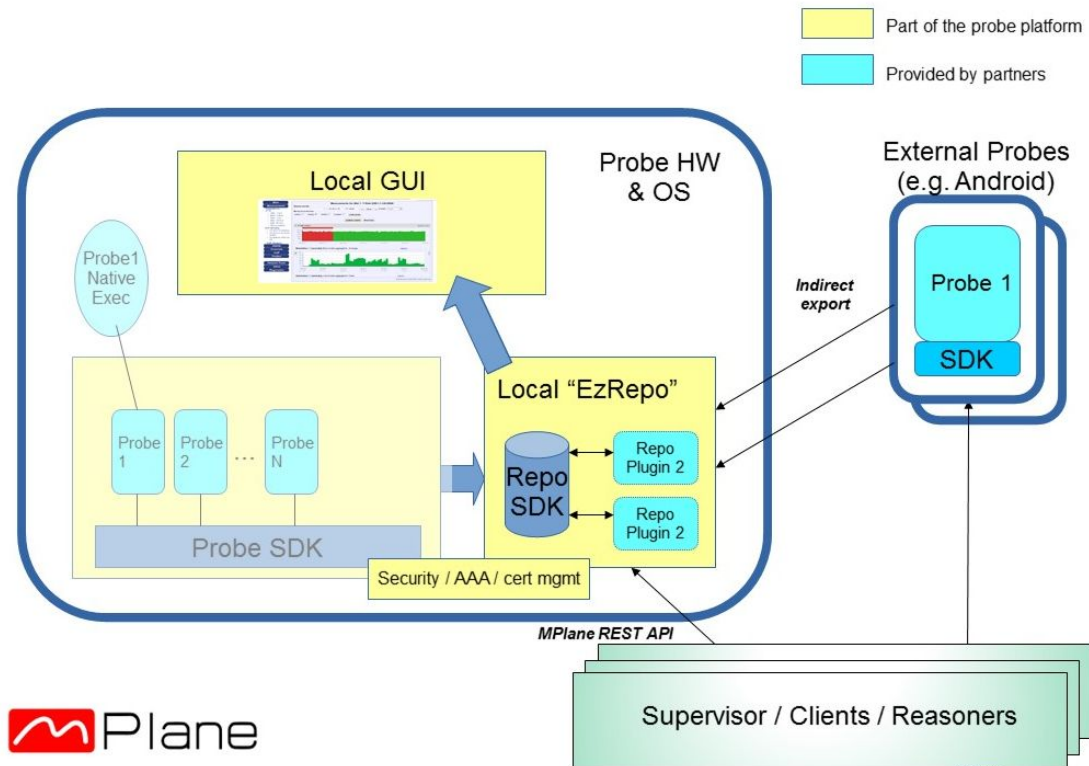 Part of the probe platform
Provided by partners
Probe HW
& OS
External Probes
(e.g. Android)
Local GUI
Probe1
Native
Exec
Indirect
export
Probe 1
SDK
Local “EzRepo”
Probe
1
Probe
2
...
Probe
N
Repo
SDK
Repo
Plugin 2
Repo
Plugin 2
Probe SDK
Security / AAA / cert mgmt
MPlane REST API
Supervisor / Clients / Reasoners
mPlane